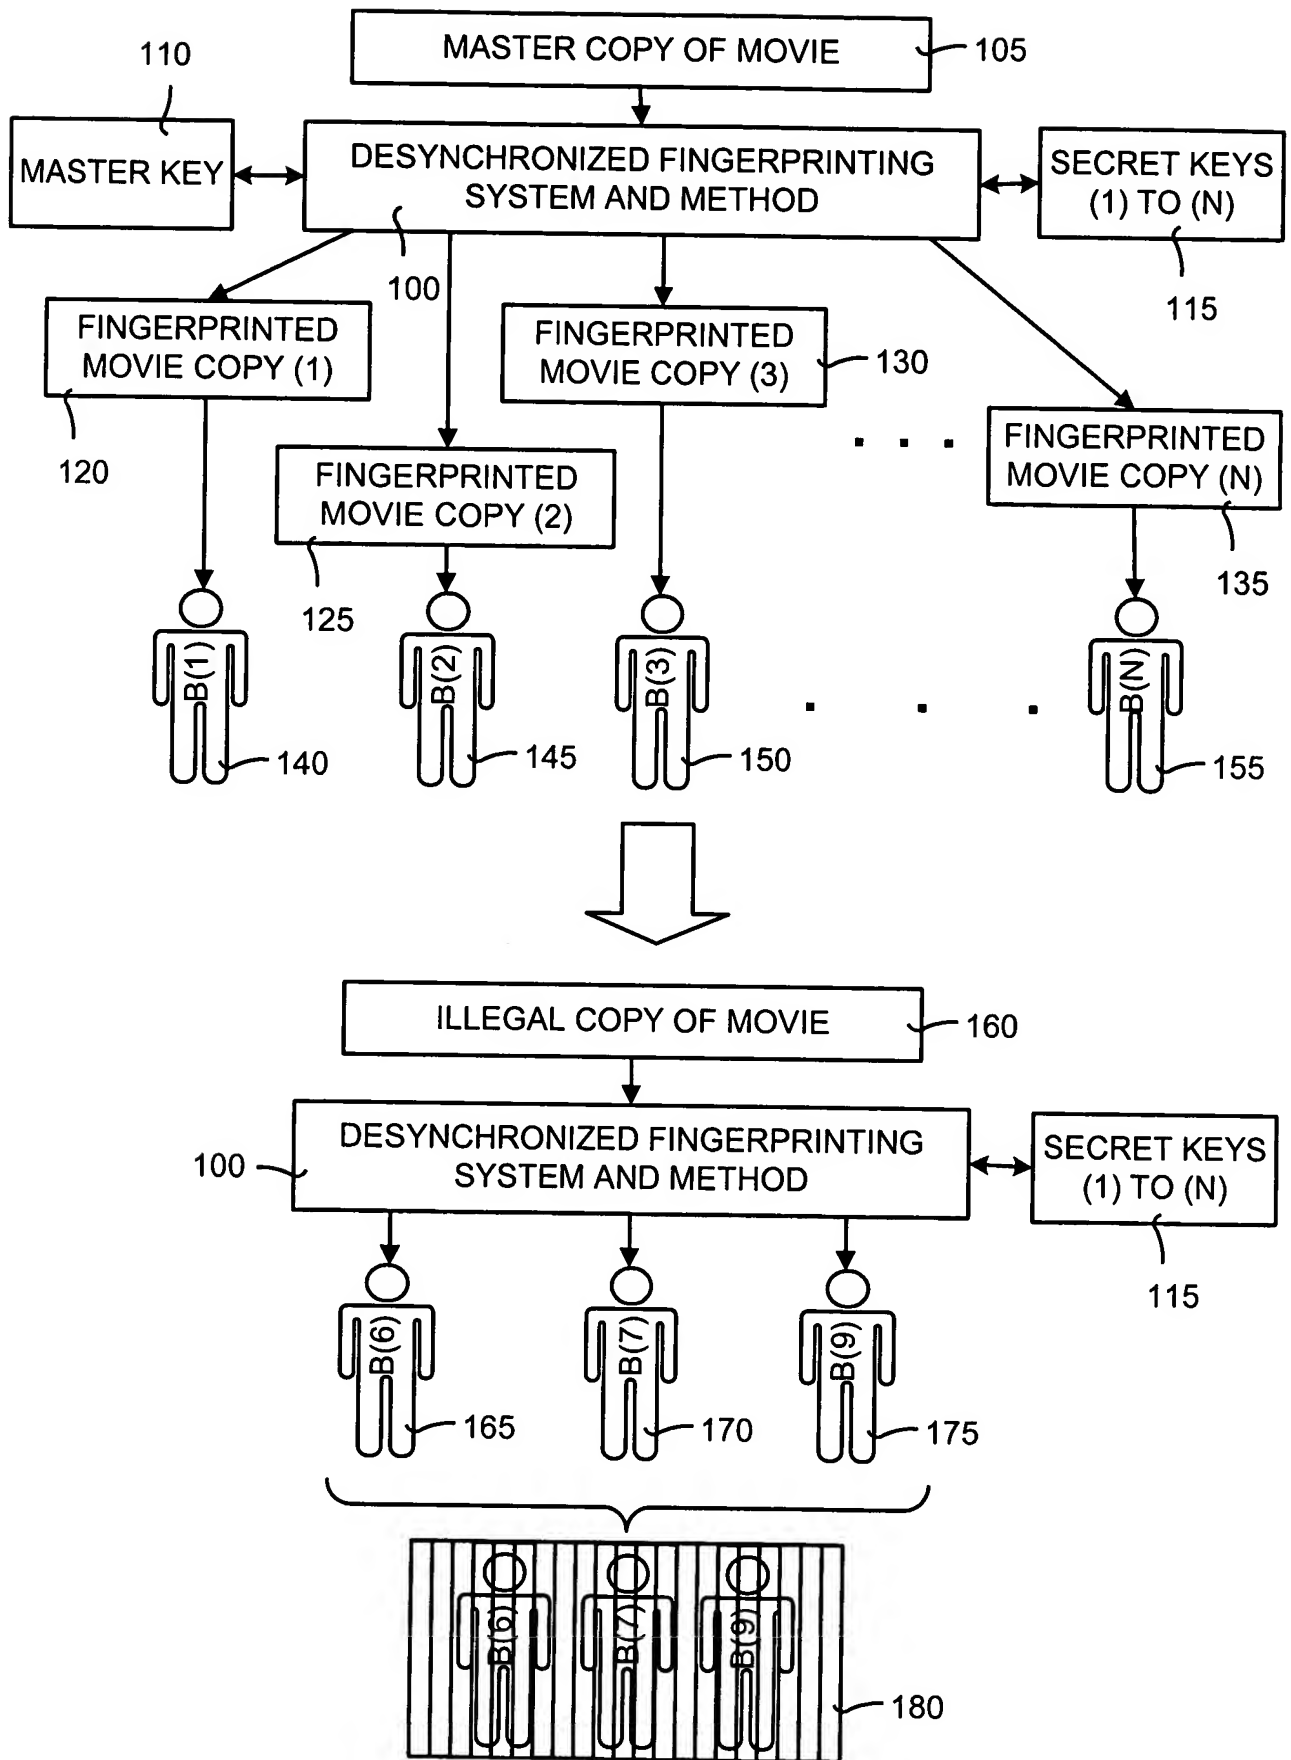 MASTER COPY OF MOVIE
105
110
MASTER KEY
DESYNCHRONIZED FINGERPRINTING
SYSTEM AND METHOD
SECRET KEYS
(1) TO (N)
100
115
FINGERPRINTED
MOVIE COPY (1)
FINGERPRINTED
MOVIE COPY (3)
130
120
FINGERPRINTED
MOVIE COPY (2)
. . .
FINGERPRINTED
MOVIE COPY (N)
125
135
B(1)
B(2)
B(3)
. . .
B(N)
140
145
150
155
ILLEGAL COPY OF MOVIE
160
100
DESYNCHRONIZED FINGERPRINTING
SYSTEM AND METHOD
SECRET KEYS
(1) TO (N)
115
B(6)
B(7)
B(9)
165
170
175
B(6)
B(7)
B(9)
180